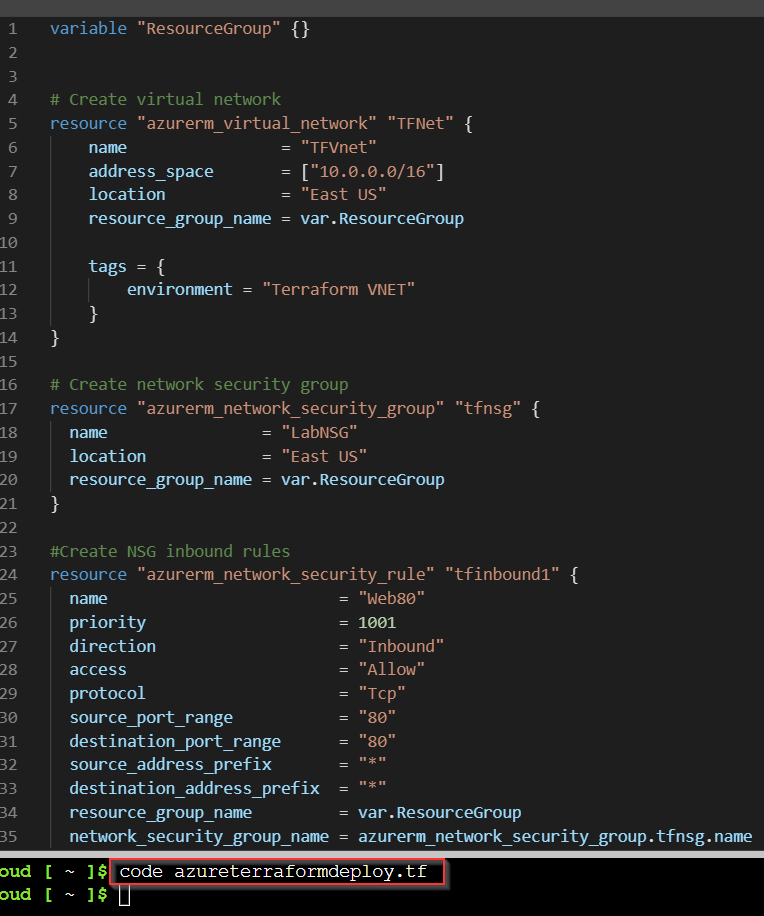 1 variable "ResourceGroup" {}
2
3
4 # Create virtual network
5 resource "azurerm_virtual_network" "TFNet" {
6 name = "TFVnet"
7 address_space = ["10.0.0.0/16"]
8 location = "East US"
9 resource_group_name = var.ResourceGroup
10
11 tags = {
12 environment = "Terraform VNET"
13 }
14 }
15
16 # Create network security group
17 resource "azurerm_network_security_group" "tfnsg" {
18 name = "LabNSG"
19 location = "East US"
20 resource_group_name = var.ResourceGroup
21 }
22
23 #Create NSG inbound rules
24 resource "azurerm_network_security_rule" "tfinbound1" {
25 name = "Web80"
26 priority = 1001
27 direction = "Inbound"
28 access = "Allow"
29 protocol = "Tcp"
30 source_port_range = "80"
31 destination_port_range = "80"
32 source_address_prefix = "*"
33 destination_address_prefix = "*"
34 resource_group_name = var.ResourceGroup
35 network_security_group_name = azurerm_network_security_group.tfnsg.name
oud [ ~ ]$ code azureterraformdeploy.tf
oud [ ~ ]$